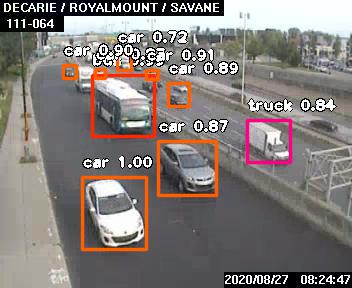 DECARIE / ROYALMOUNT / SAVANE
111-064
car 0.72
car 0.90
car 0.91
car 0.89
truck 0.84
car 0.87
car 1.00
2020/08/27 08:24:47